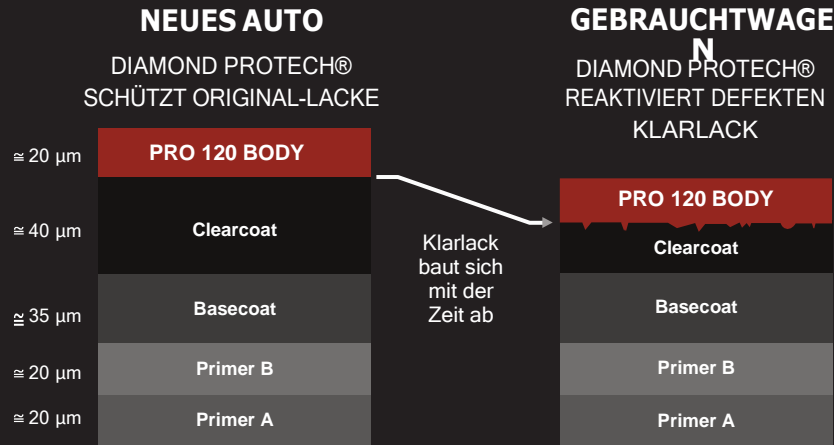 NEUES AUTO
DIAMOND PROTECH®
SCHÜTZT ORIGINAL-LACKE
≅ 20 µm
PRO 120 BODY
≅ 40 µm
Clearcoat
≅ 35 µm
Basecoat
≅ 20 µm
Primer B
≅ 20 µm
Primer A
Klarlack
baut sich
mit der
Zeit ab
GEBRAUCHTWAGE
N
DIAMOND PROTECH®
REAKTIVIERT DEFEKTEN
KLARLACK
PRO 120 BODY
Clearcoat
Basecoat
Primer B
Primer A